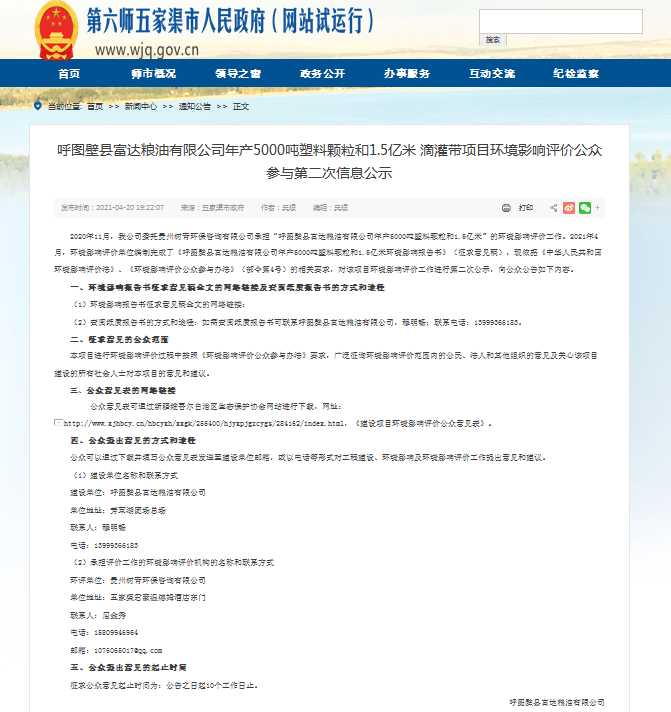 第六师五家渠市人民政府（网站试运行）
www.wjq.gov.cn
搜索
首页 师市概况 领导之窗 政务公开 办事服务 互动交流 纪检监察
当前位置: 首页 >> 新闻中心 >> 通知公告 >> 正文
呼图壁县富达粮油有限公司年产5000吨塑料颗粒和1.5亿米 滴灌带项目环境影响评价公众
参与第二次信息公示
发布时间：2021-04-20 19:22:07 来源：五家渠市政府 作者：吴璟 编辑：吴璟 打印
2020年11月，我公司委托贵州树青环保咨询有限公司承担“呼图壁县富达粮油有限公司年产5000吨塑料颗粒和1.5亿米”的环境影响评价工作。2021年4
月，环境影响评价单位编制完成了《呼图壁县富达粮油有限公司年产5000吨塑料颗粒和1.5亿米环境影响报告书》（征求意见稿），现依据《中华人民共和国
环境影响评价法》、《环境影响评价公众参与办法》（部令第4号）的相关要求，对该项目环境影响评价工作进行第二次公示，向公众公告如下内容。
一、环境影响报告书征求意见稿全文的网络链接及查阅纸质报告书的方式和途径
（1）环境影响报告书征求意见稿全文的网络链接：
（2）查阅纸质报告书的方式和途径：如需查阅纸质报告书可联系呼图壁县富达粮油有限公司，穆明畅；联系电话：13999366183。
二、征求意见的公众范围
本项目进行环境影响评价过程中按照《环境影响评价公众参与办法》要求，广泛征询环境影响评价范围内的公民、法人和其他组织的意见及关心该项目
建设的所有社会人士对本项目的意见和建议。
三、公众意见表的网络链接
公众意见表可通过新疆维吾尔自治区生态保护协会网站进行下载，网址：
http://www.xjhbcy.cn/hbcyxh/xxgk/255400/hjyxpjgzcygs/284162/index.html，《建设项目环境影响评价公众意见表》。
四、公众提出意见的方式和途径
公众可以通过下载并填写公众意见表发送至建设单位邮箱，或以电话等形式对工程建设、环境影响及环境影响评价工作提出意见和建议。
（1）建设单位名称和联系方式
建设单位：呼图壁县富达粮油有限公司
单位地址：芳草湖团场总场
联系人：穆明畅
电话：13999366183
（2）承担评价工作的环境影响评价机构的名称和联系方式
环评单位：贵州树青环保咨询有限公司
单位地址：五家渠君豪温德姆酒店东门
联系人：屈金秀
电话：15809946954
邮箱：1076065017@qq.com
五、公众提出意见的起止时间
征求公众意见起止时间为：公告之日起10个工作日止。
呼图壁县富达粮油有限公司